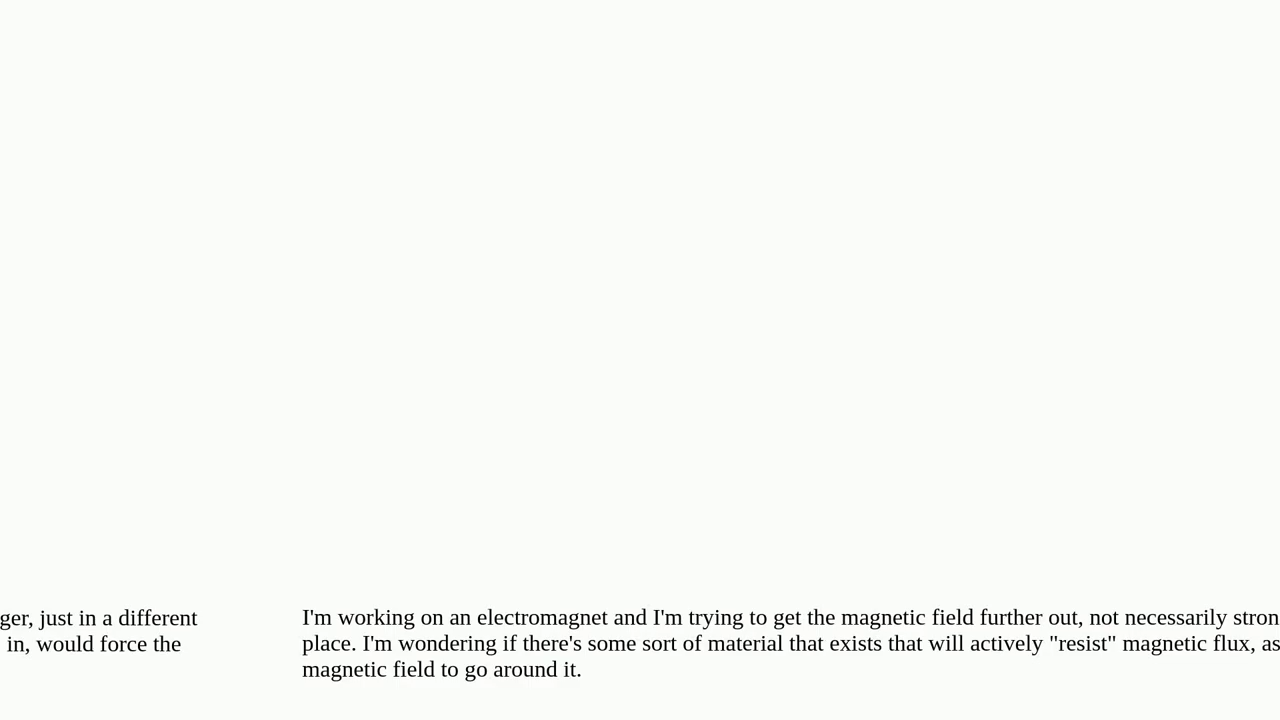 ger, just in a different
in, would force the
I'm working on an electromagnet and I'm trying to get the magnetic field further out, not necessarily stron
place. I'm wondering if there's some sort of material that exists that will actively "resist" magnetic flux, as
magnetic field to go around it.